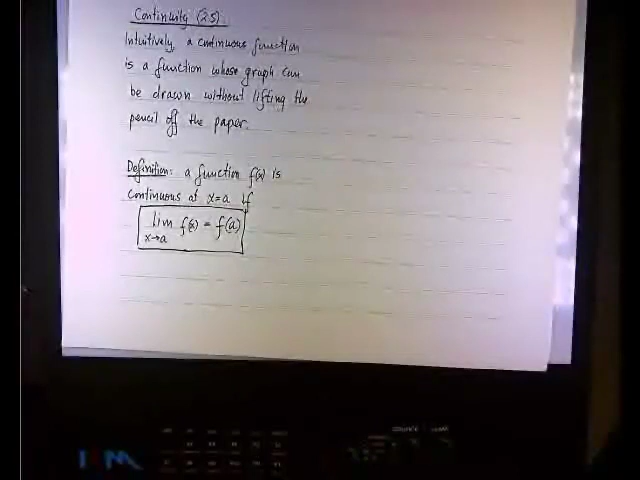 Continuity (2.5)
Intuitively, a continuous function
is a function whose graph can
be drawn without lifting the
pencil off the paper.
Definition: a function f(x) is
continuous at x=a if
lim f(x) = f(a)
x→a